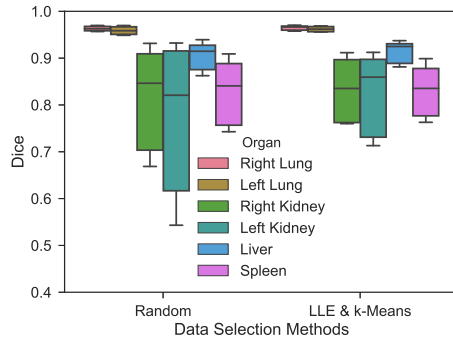 1.0
0.9
0.8
0.7
0.6
0.5
0.4
Dice
Organ
Right Lung
Left Lung
Right Kidney
Left Kidney
Liver
Spleen
Random
LLE & k-Means
Data Selection Methods